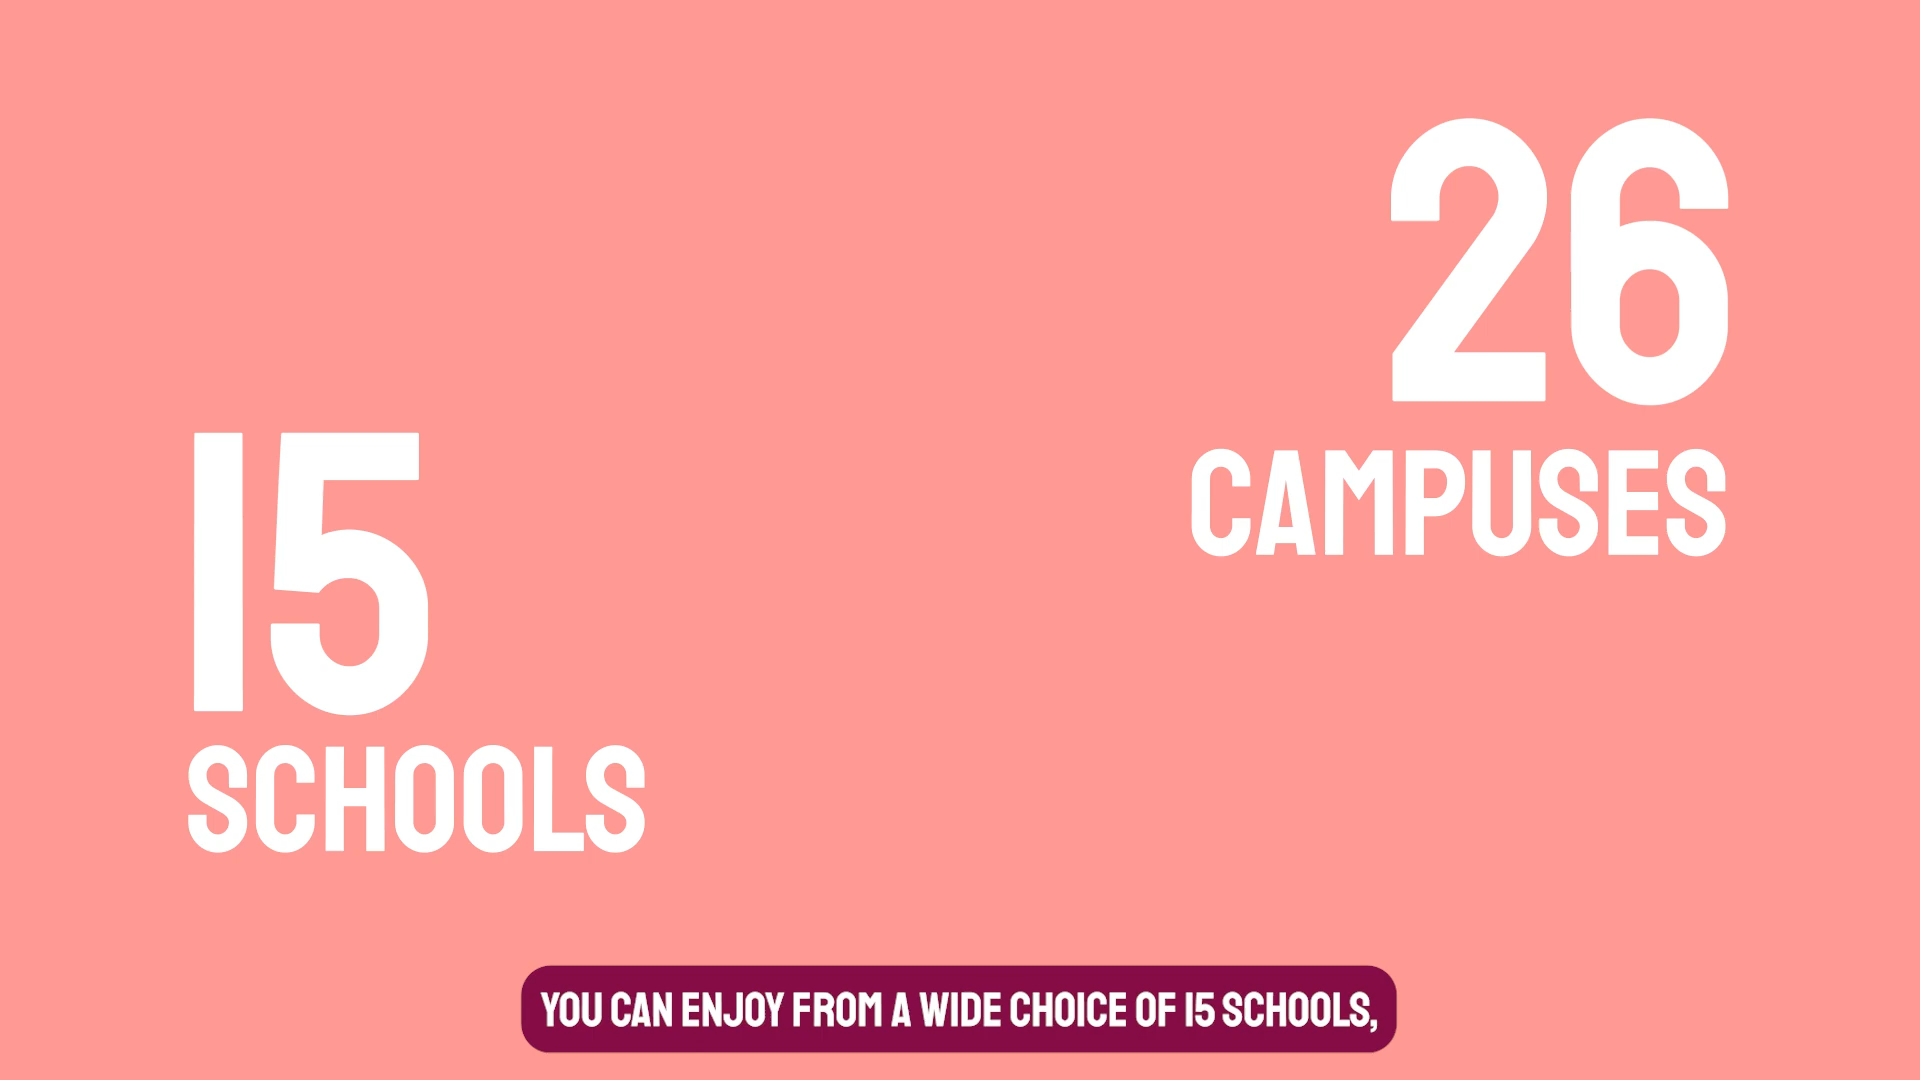 15
SCHOOLS
26
CAMPUSES
YOU CAN ENJOY FROM A WIDE CHOICE OF 15 SCHOOLS,